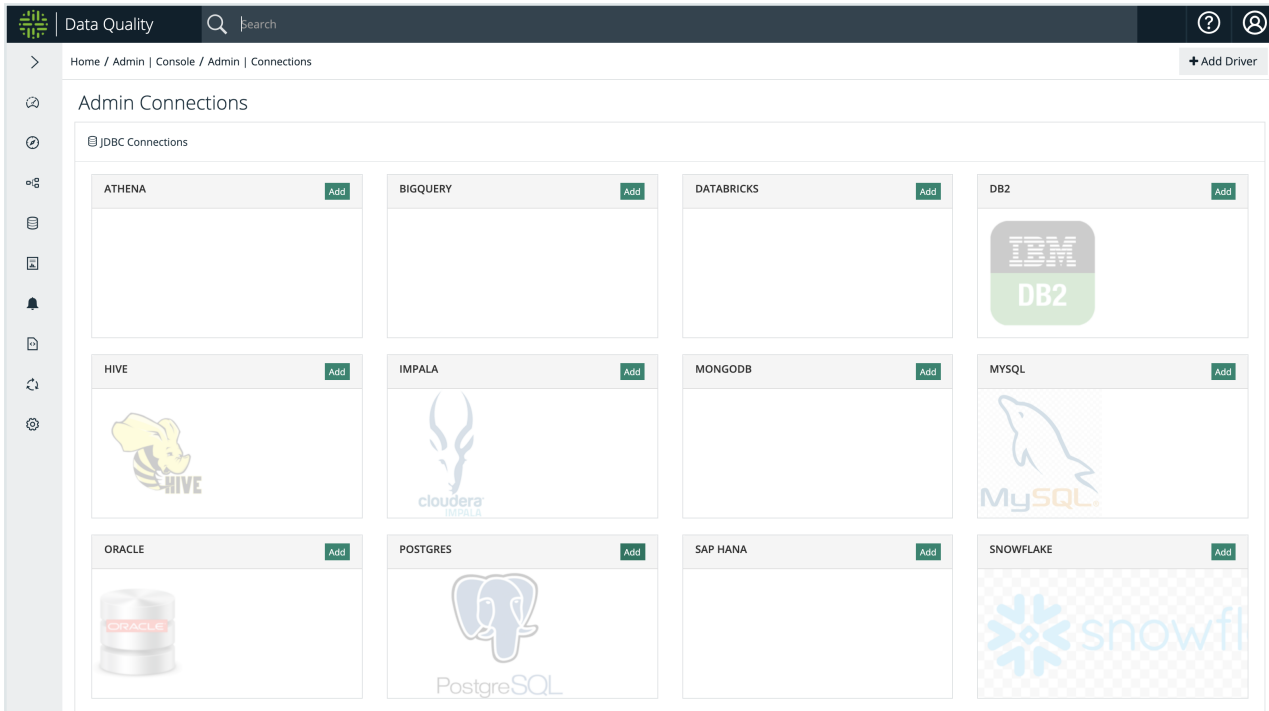 Data Quality Search
Home / Admin | Console / Admin | Connections + Add Driver
Admin Connections
JDBC Connections
ATHENA Add BIGQUERY Add DATABRICKS Add DB2 Add
IBM
DB2
HIVE Add IMPALA Add MONGODB Add MYSQL Add
HIVE
cloudera
IMPALA
MySQL®
ORACLE Add POSTGRES Add SAP HANA Add SNOWFLAKE Add
ORACLE
snowfl
PostgreSQL